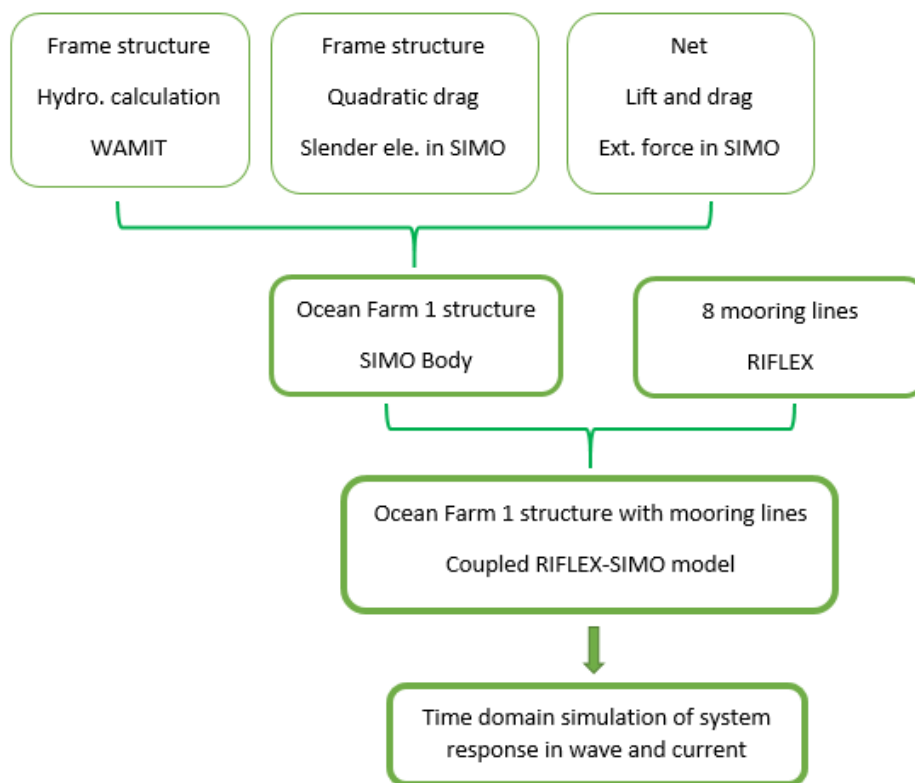 Frame structure
Hydro. calculation
WAMIT
Frame structure
Quadratic drag
Slender ele. in SIMO
Net
Lift and drag
Ext. force in SIMO
Ocean Farm 1 structure
SIMO Body
8 mooring lines
RIFLEX
Ocean Farm 1 structure with mooring lines
Coupled RIFLEX-SIMO model
Time domain simulation of system
response in wave and current